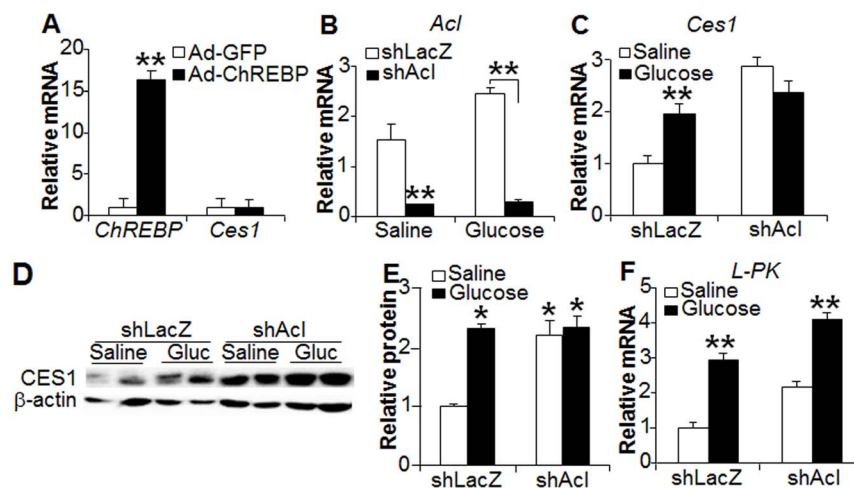 A
Relative mRNA
20
15
10
5
0
Ad-GFP
Ad-ChREBP
**
ChREBP
Ces1
B
Acl
Relative mRNA
3
2
1
0
shLacZ
shAcl
**
**
Saline
Glucose
C
Ces1
Relative mRNA
3
2
1
0
Saline
Glucose
**
shLacZ
shAcl
D
shLacZ
shAcl
Saline
Gluc
Saline
Gluc
CES1
β-actin
E
Relative protein
3
2
1
0
Saline
Glucose
*
*
*
shLacZ
shAcl
F
L-PK
Relative mRNA
5
4
3
2
1
0
Saline
Glucose
**
**
shLacZ
shAcl